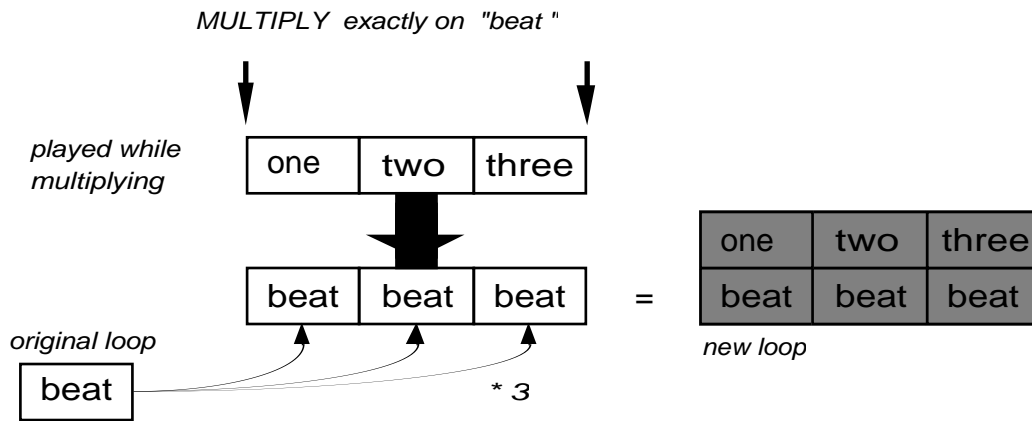 MULTIPLY exactly on "beat "
played while
multiplying
one two three
beat beat beat
=
one two three
beat beat beat
original loop
beat
* 3
new loop